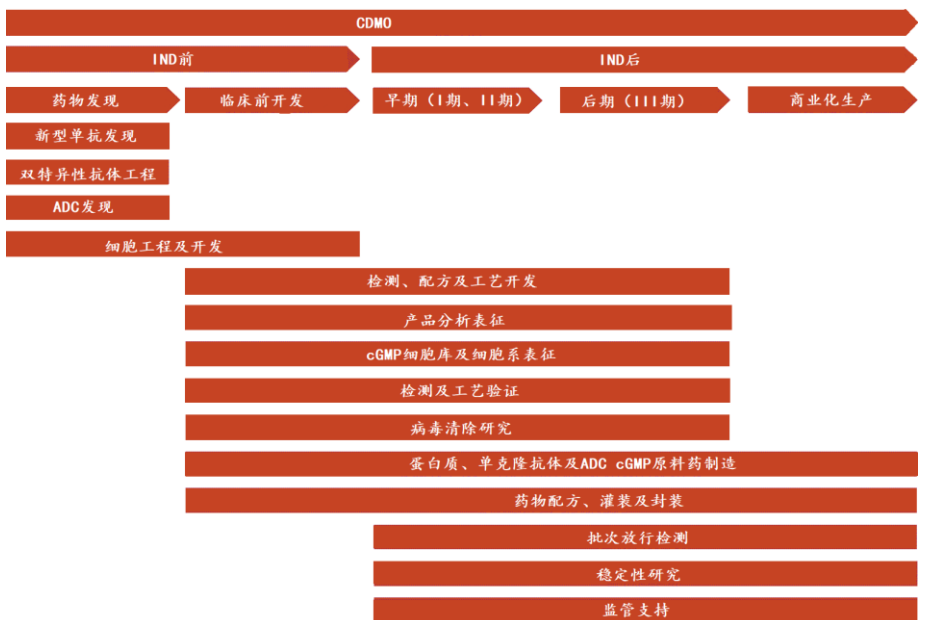 CDMO
IND前
IND后
药物发现
临床前开发
早期（I期、II期）
后期（III期）
商业化生产
新型单抗发现
双特异性抗体工程
ADC发现
细胞工程及开发
检测、配方及工艺开发
产品分析表征
cGMP细胞库及细胞系表征
检测及工艺验证
病毒清除研究
蛋白质、单克隆抗体及ADC cGMP原料药制造
药物配方、灌装及封装
批次放行检测
稳定性研究
监管支持